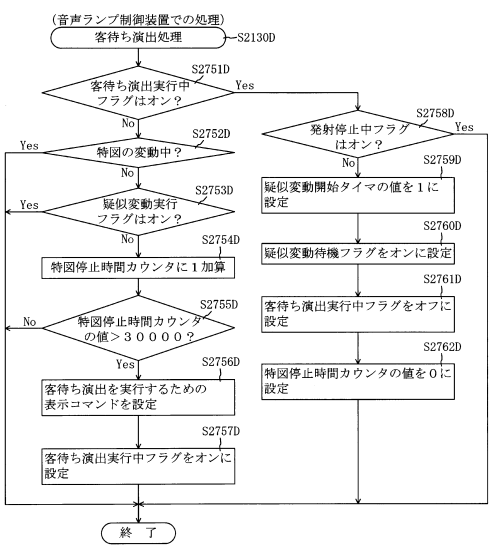 (音声ランプ制御装置での処理)
客待ち演出処理
S2130D
S2751D
客待ち演出実行中
フラグはオン?
Yes
No
S2752D
特図の変動中?
Yes
No
S2753D
疑似変動実行
フラグはオン?
Yes
No
S2754D
特図停止時間カウンタに1加算
S2755D
特図停止時間カウンタ
の値>30000?
No
Yes
S2756D
客待ち演出を実行するための
表示コマンドを設定
S2757D
客待ち演出実行中フラグをオンに
設定
S2758D
発射停止中フラグ
はオン?
Yes
No
S2759D
疑似変動開始タイマの値を1に
設定
S2760D
疑似変動待機フラグをオンに設定
S2761D
客待ち演出実行中フラグをオフに
設定
S2762D
特図停止時間カウンタの値を0に
設定
終了